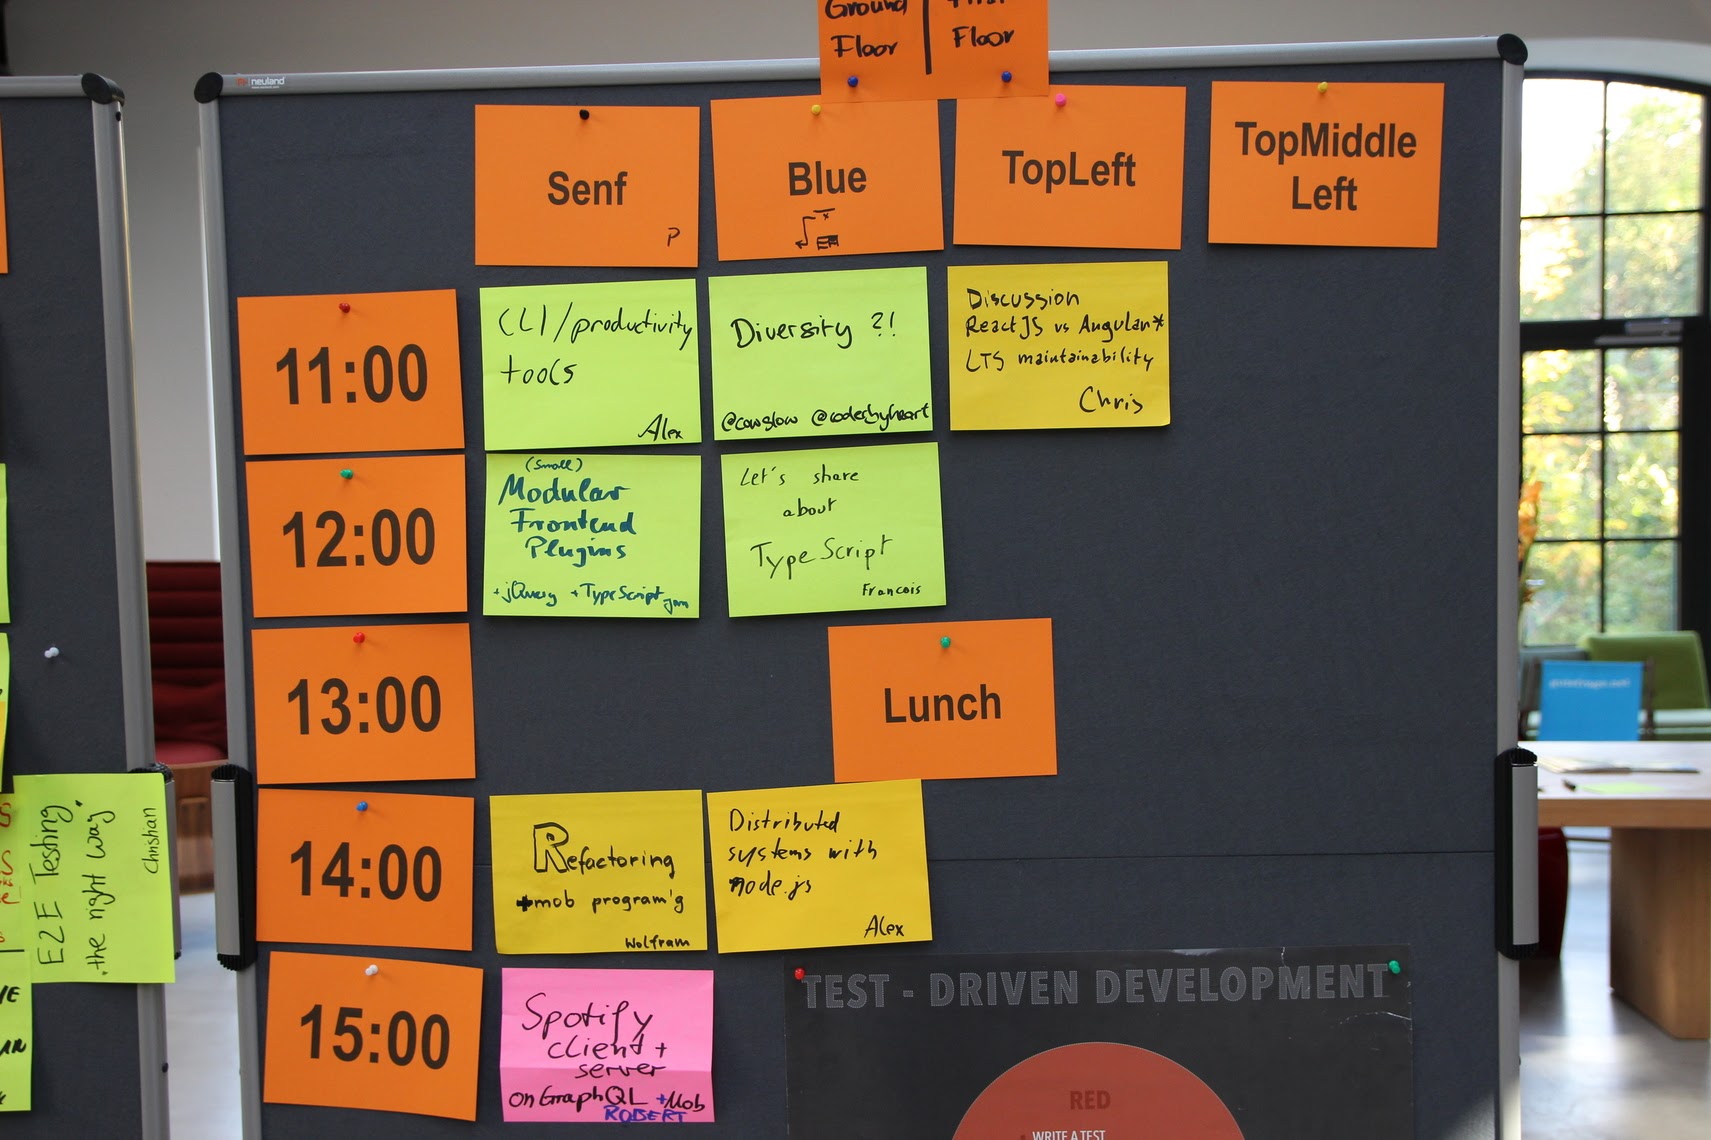 Ground
Floor
First
Floor
neuland
Senf
P
Blue
TopLeft
TopMiddle
Left
11:00
CLI/productivity
tools
Alex
Diversity ?!
@cowglow @codesbyheart
Discussion
ReactJS vs Angular*
LTS maintainability
Chris
12:00
(small)
Modular
Frontend
Plugins
+jQuery +TypeScript
Jan
Let's share
about
TypeScript
Francois
13:00
Lunch
14:00
Refactoring
+mob program'g
Wolfram
Distributed
systems with
node.js
Alex
15:00
Spotify
client +
server
on GraphQL +Mob
ROBERT
E2E Testing
the right way.
Christian
TEST - DRIVEN DEVELOPMENT
RED
WRITE A TEST